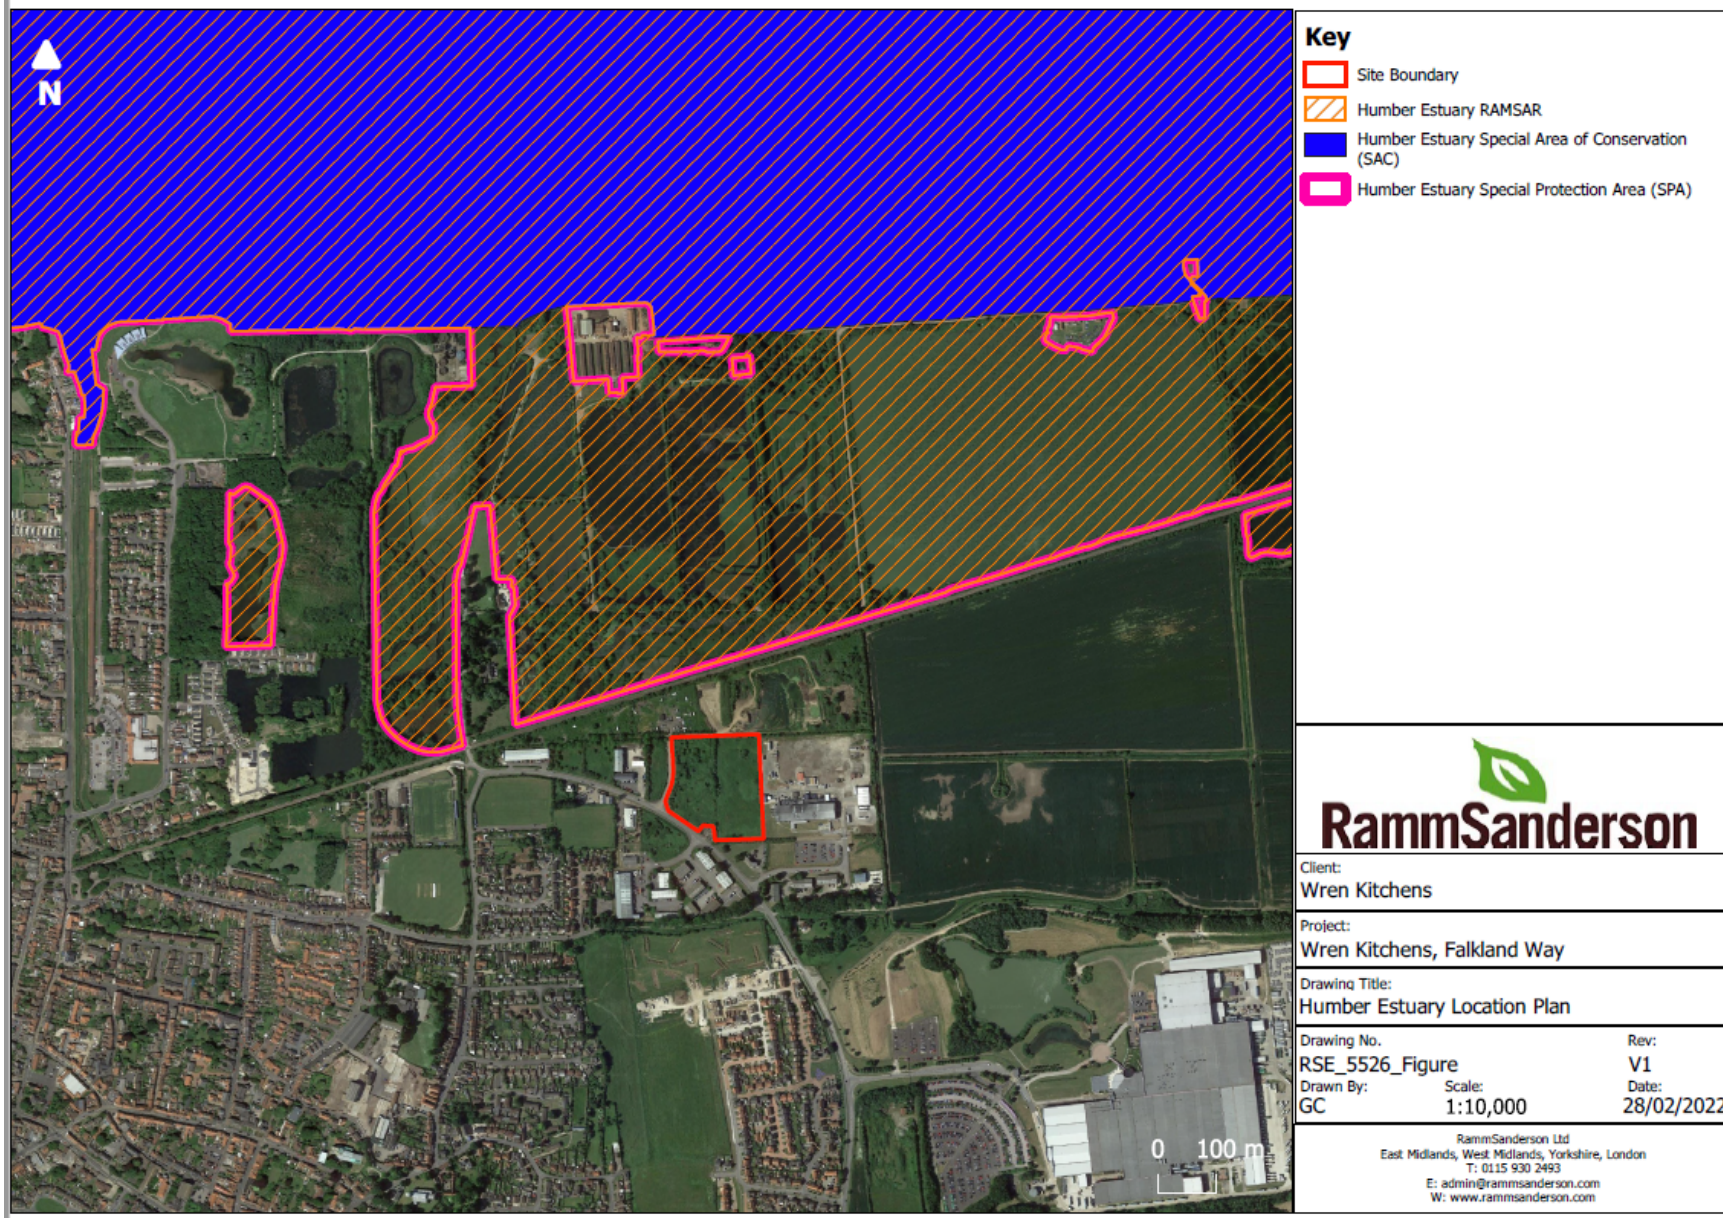 N
Key
Site Boundary
Humber Estuary RAMSAR
Humber Estuary Special Area of Conservation
(SAC)
Humber Estuary Special Protection Area (SPA)
RammSanderson
Client:
Wren Kitchens
Project:
Wren Kitchens, Falkland Way
Drawing Title:
Humber Estuary Location Plan
Drawing No. Rev:
RSE_5526_Figure V1
Drawn By: Scale: Date:
GC 1:10,000 28/02/2022
0 100 m
RammSanderson Ltd
East Midlands, West Midlands, Yorkshire, London
T: 0115 930 2493
E: admin@rammsanderson.com
W: www.rammsanderson.com